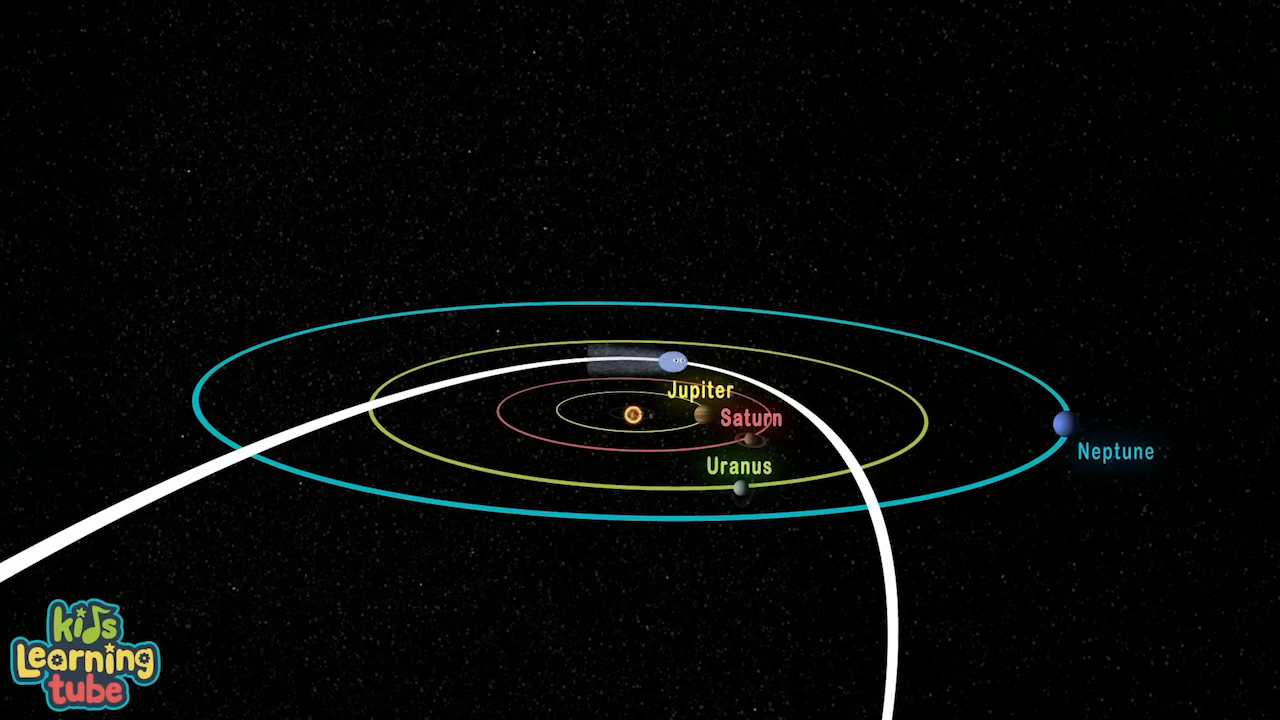 Jupiter
Saturn
Uranus
Neptune
kids
Learning
tube